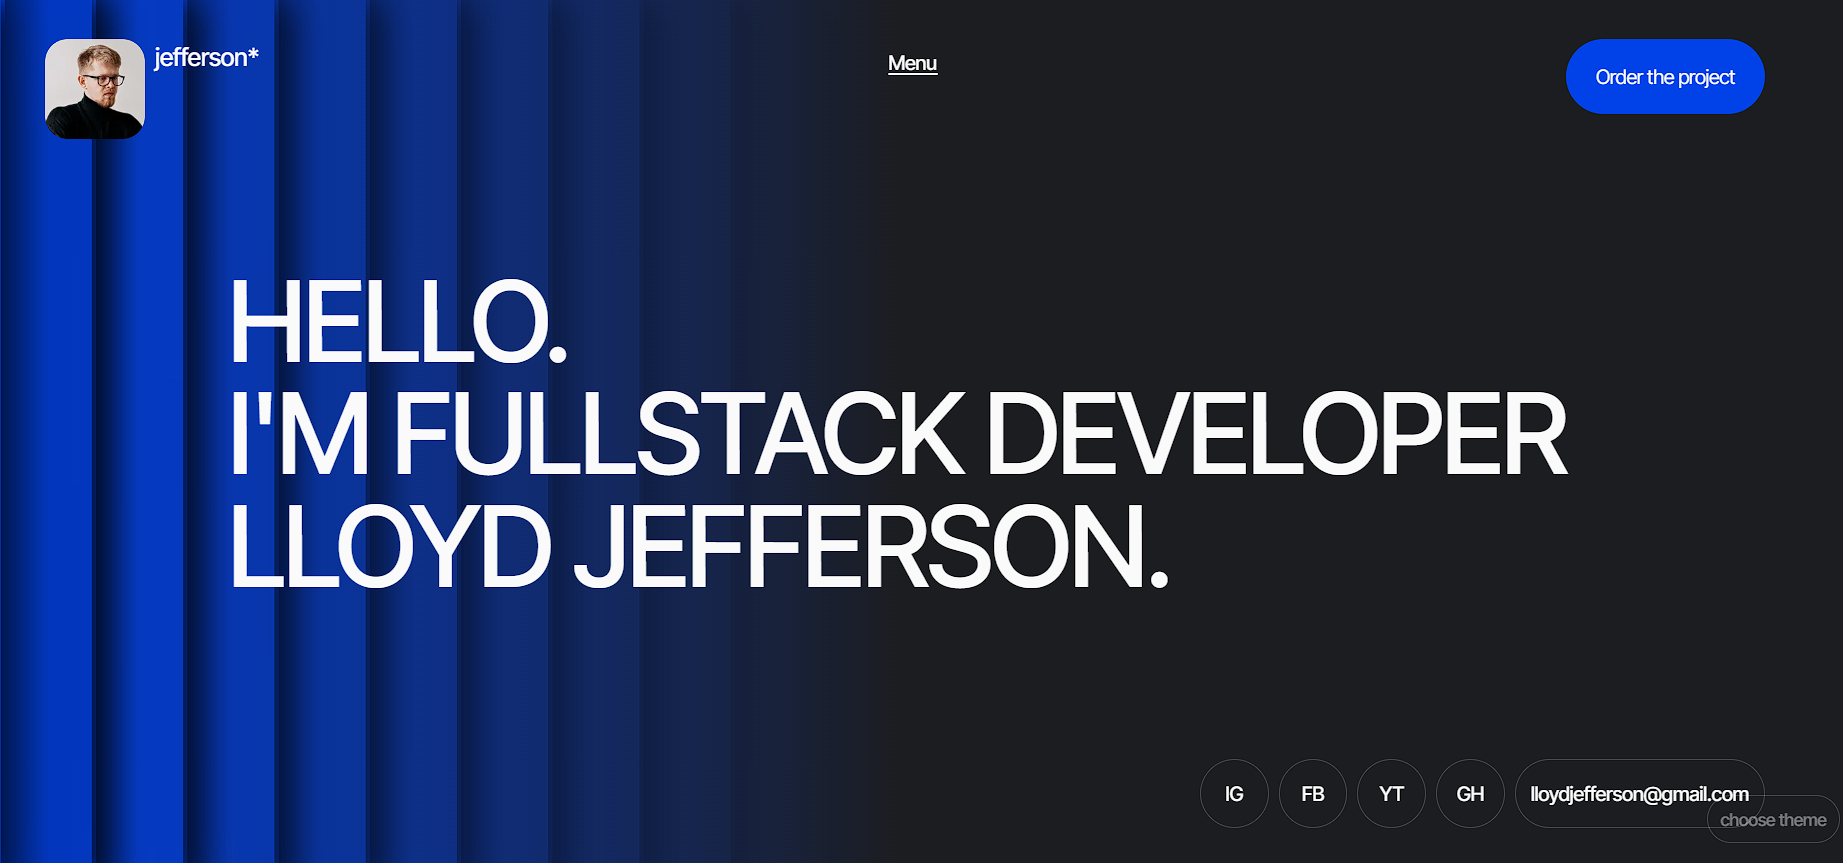 jefferson*
Menu
Order the project
HELLO.
I'M FULLSTACK DEVELOPER
LLOYD JEFFERSON.
IG
FB
YT
GH
lloydjefferson@gmail.com
choose theme